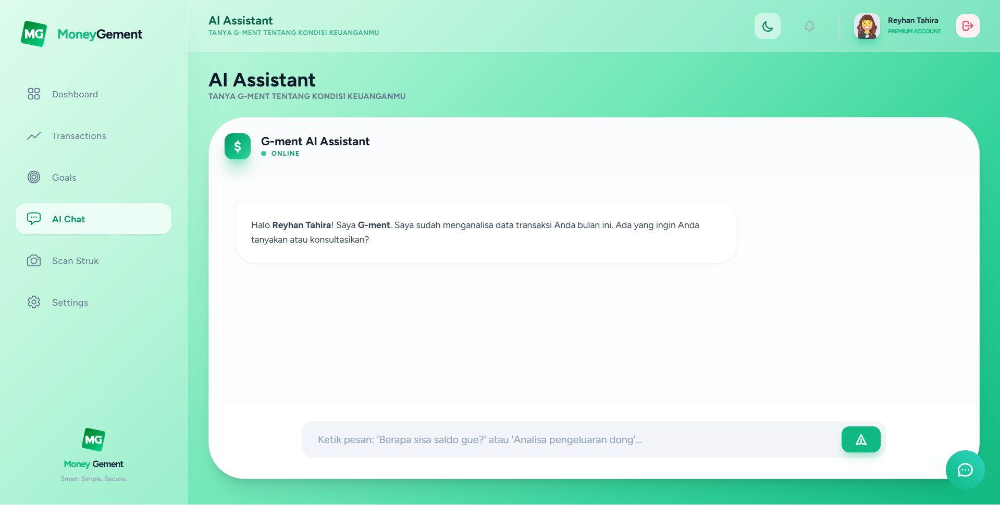 MG MoneyGement
Dashboard
Transactions
Goals
AI Chat
Scan Struk
Settings
MG
Money Gement
Smart. Simple. Secure.
AI Assistant
TANYA G-MENT TENTANG KONDISI KEUANGANMU
Reyhan Tahira
PREMIUM ACCOUNT
AI Assistant
TANYA G-MENT TENTANG KONDISI KEUANGANMU
$
G-ment AI Assistant
ONLINE
Halo Reyhan Tahira! Saya G-ment. Saya sudah menganalisa data transaksi Anda bulan ini. Ada yang ingin Anda
tanyakan atau konsultasikan?
Ketik pesan: 'Berapa sisa saldo gue?' atau 'Analisa pengeluaran dong'...